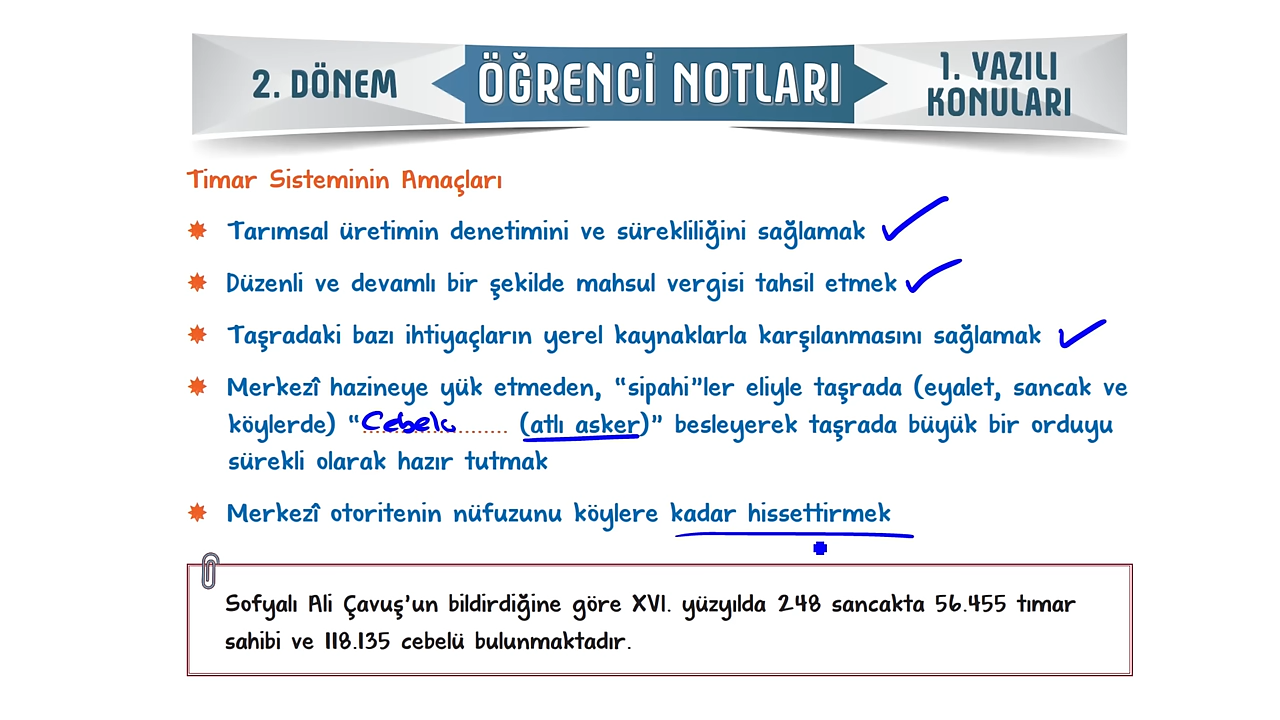 2. DÖNEM
ÖĞRENCİ NOTLARI
1. YAZILI
KONULARI
Tımar Sisteminin Amaçları
Tarımsal üretimin denetimini ve sürekliliğini sağlamak
Düzenli ve devamlı bir şekilde mahsul vergisi tahsil etmek
Taşradaki bazı ihtiyaçların yerel kaynaklarla karşılanmasını sağlamak
Merkezî hazineye yük etmeden, “sipahi”ler eliyle taşrada (eyalet, sancak ve
köylerde) “Cebelü (atlı asker)” besleyerek taşrada büyük bir orduyu
sürekli olarak hazır tutmak
Merkezî otoritenin nüfuzunu köylere kadar hissettirmek
Sofyalı Ali Çavuş’un bildirdiğine göre XVI. yüzyılda 248 sancakta 56.455 tımar
sahibi ve 118.135 cebelü bulunmaktadır.